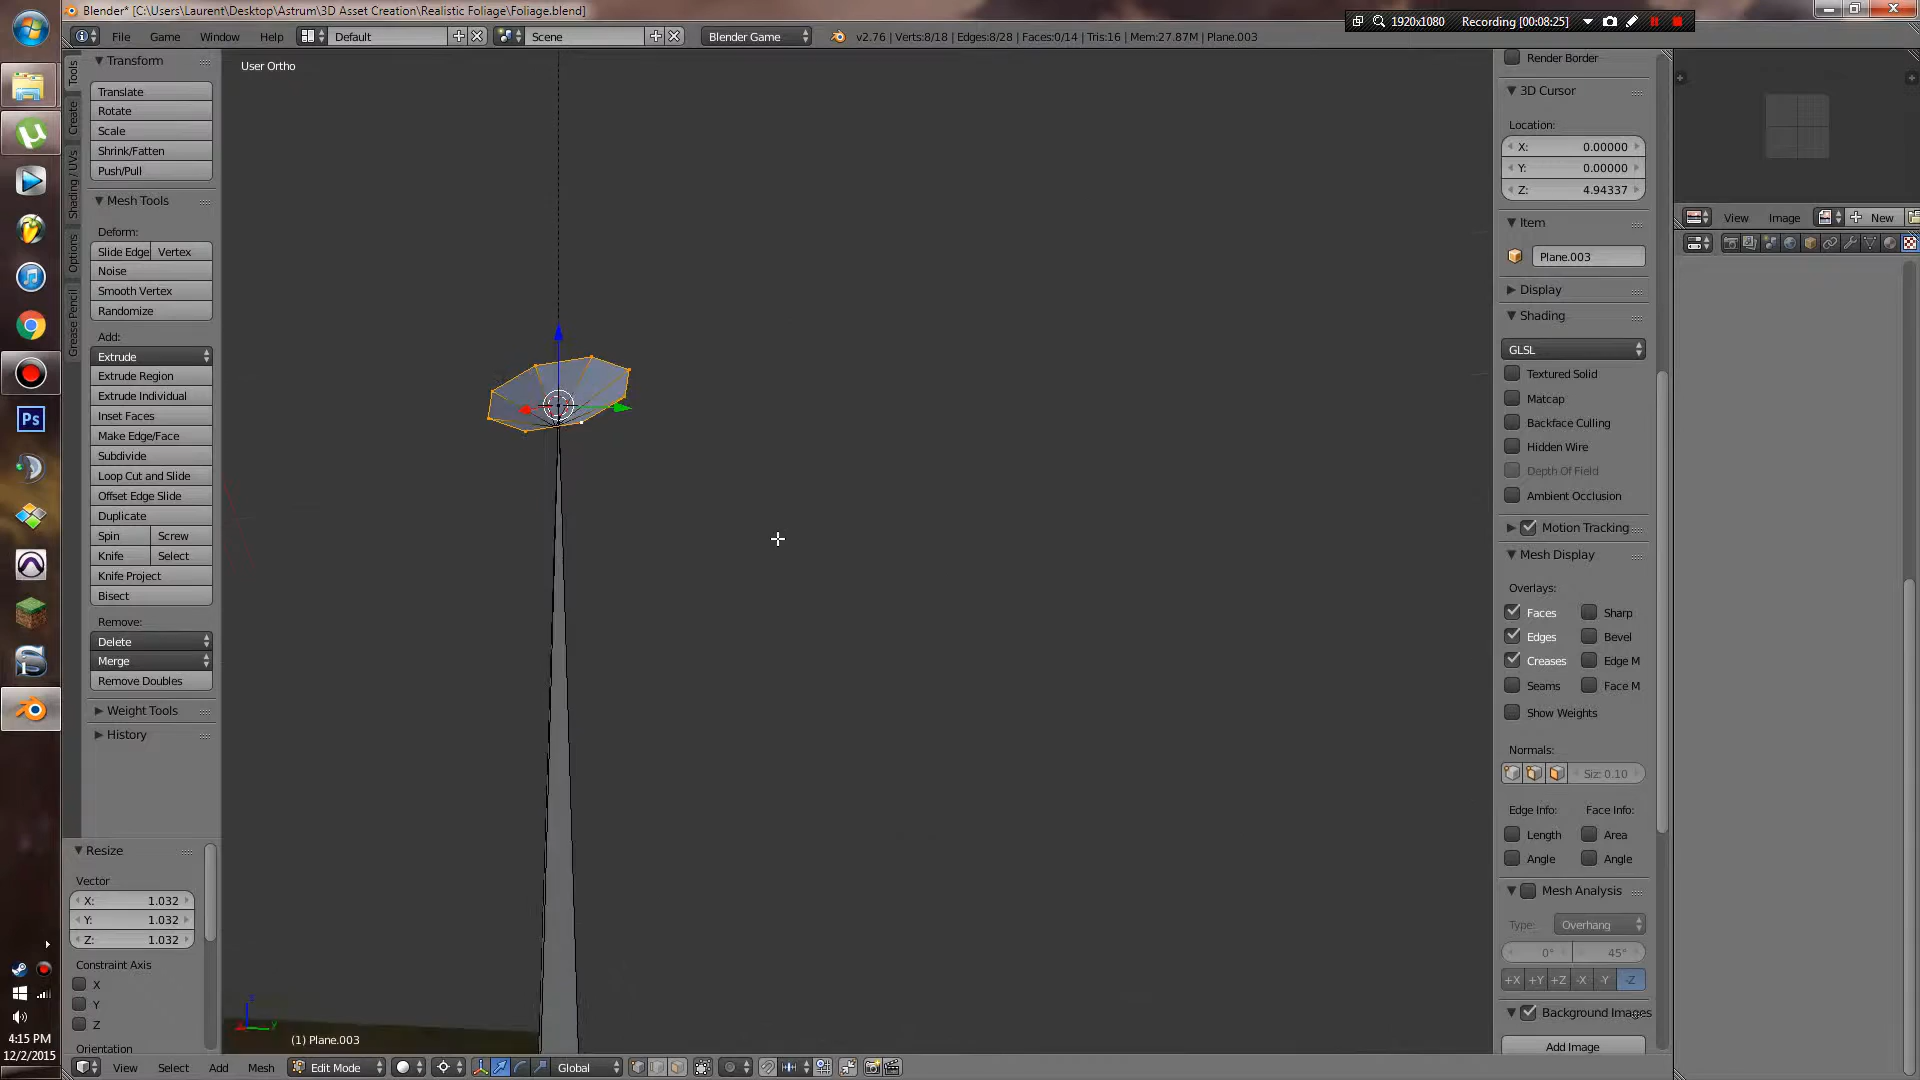 Blender* [C:\Users\Laurent\Desktop\Astrum\3D Asset Creation\Realistic Foliage\Foliage.blend]
1920x1080 Recording [00:08:25]
File Game Window Help Default Scene Blender Game v2.76 | Verts:8/18 | Edges:8/28 | Faces:0/14 | Tris:16 | Mem:27.87M | Plane.003
Tools
Create
Shading / UVs
Options
Grease Pencil
Transform
Translate
Rotate
Scale
Shrink/Fatten
Push/Pull
Mesh Tools
Deform:
Slide Edge Vertex
Noise
Smooth Vertex
Randomize
Add:
Extrude
Extrude Region
Extrude Individual
Inset Faces
Make Edge/Face
Subdivide
Loop Cut and Slide
Offset Edge Slide
Duplicate
Spin Screw
Knife Select
Knife Project
Bisect
Remove:
Delete
Merge
Remove Doubles
Weight Tools
History
Resize
Vector
X: 1.032
Y: 1.032
Z: 1.032
Constraint Axis
X
Y
Z
Orientation
User Ortho
(1) Plane.003
View Select Add Mesh Edit Mode Global
Render Border
3D Cursor
Location:
X: 0.00000
Y: 0.00000
Z: 4.94337
Item
Plane.003
Display
Shading
GLSL
Textured Solid
Matcap
Backface Culling
Hidden Wire
Depth Of Field
Ambient Occlusion
Motion Tracking
Mesh Display
Overlays:
Faces Sharp
Edges Bevel
Creases Edge M
Seams Face M
Show Weights
Normals:
Siz: 0.10
Edge Info: Face Info:
Length Area
Angle Angle
Mesh Analysis
Type: Overhang
0° 45°
+X +Y +Z -X -Y -Z
Background Images
Add Image
View Image New
Ps
4:15 PM
12/2/2015